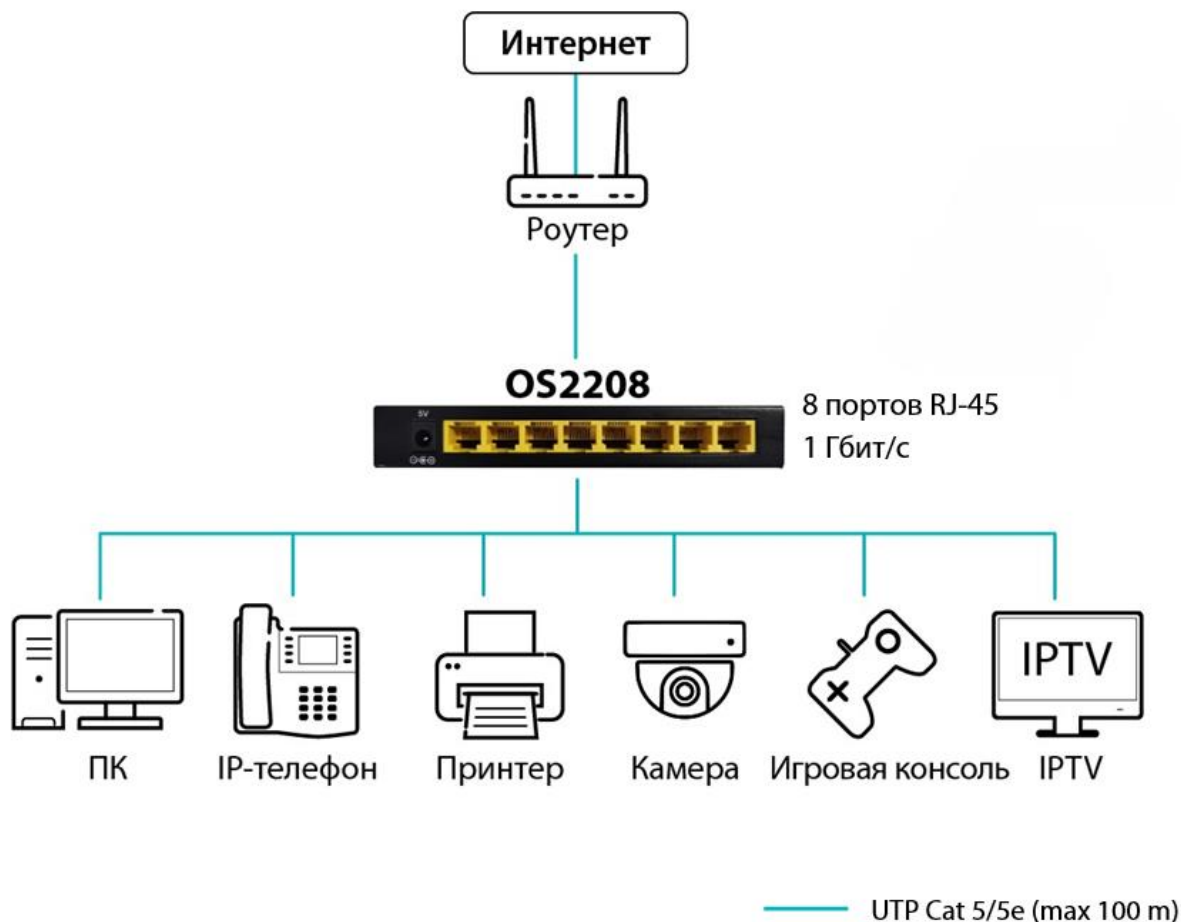 Интернет
Роутер
OS2208
8 портов RJ-45
1 Гбит/с
5V
ПК
IP-телефон
Принтер
Камера
Игровая консоль
IPTV
IPTV
UTP Cat 5/5e (max 100 m)